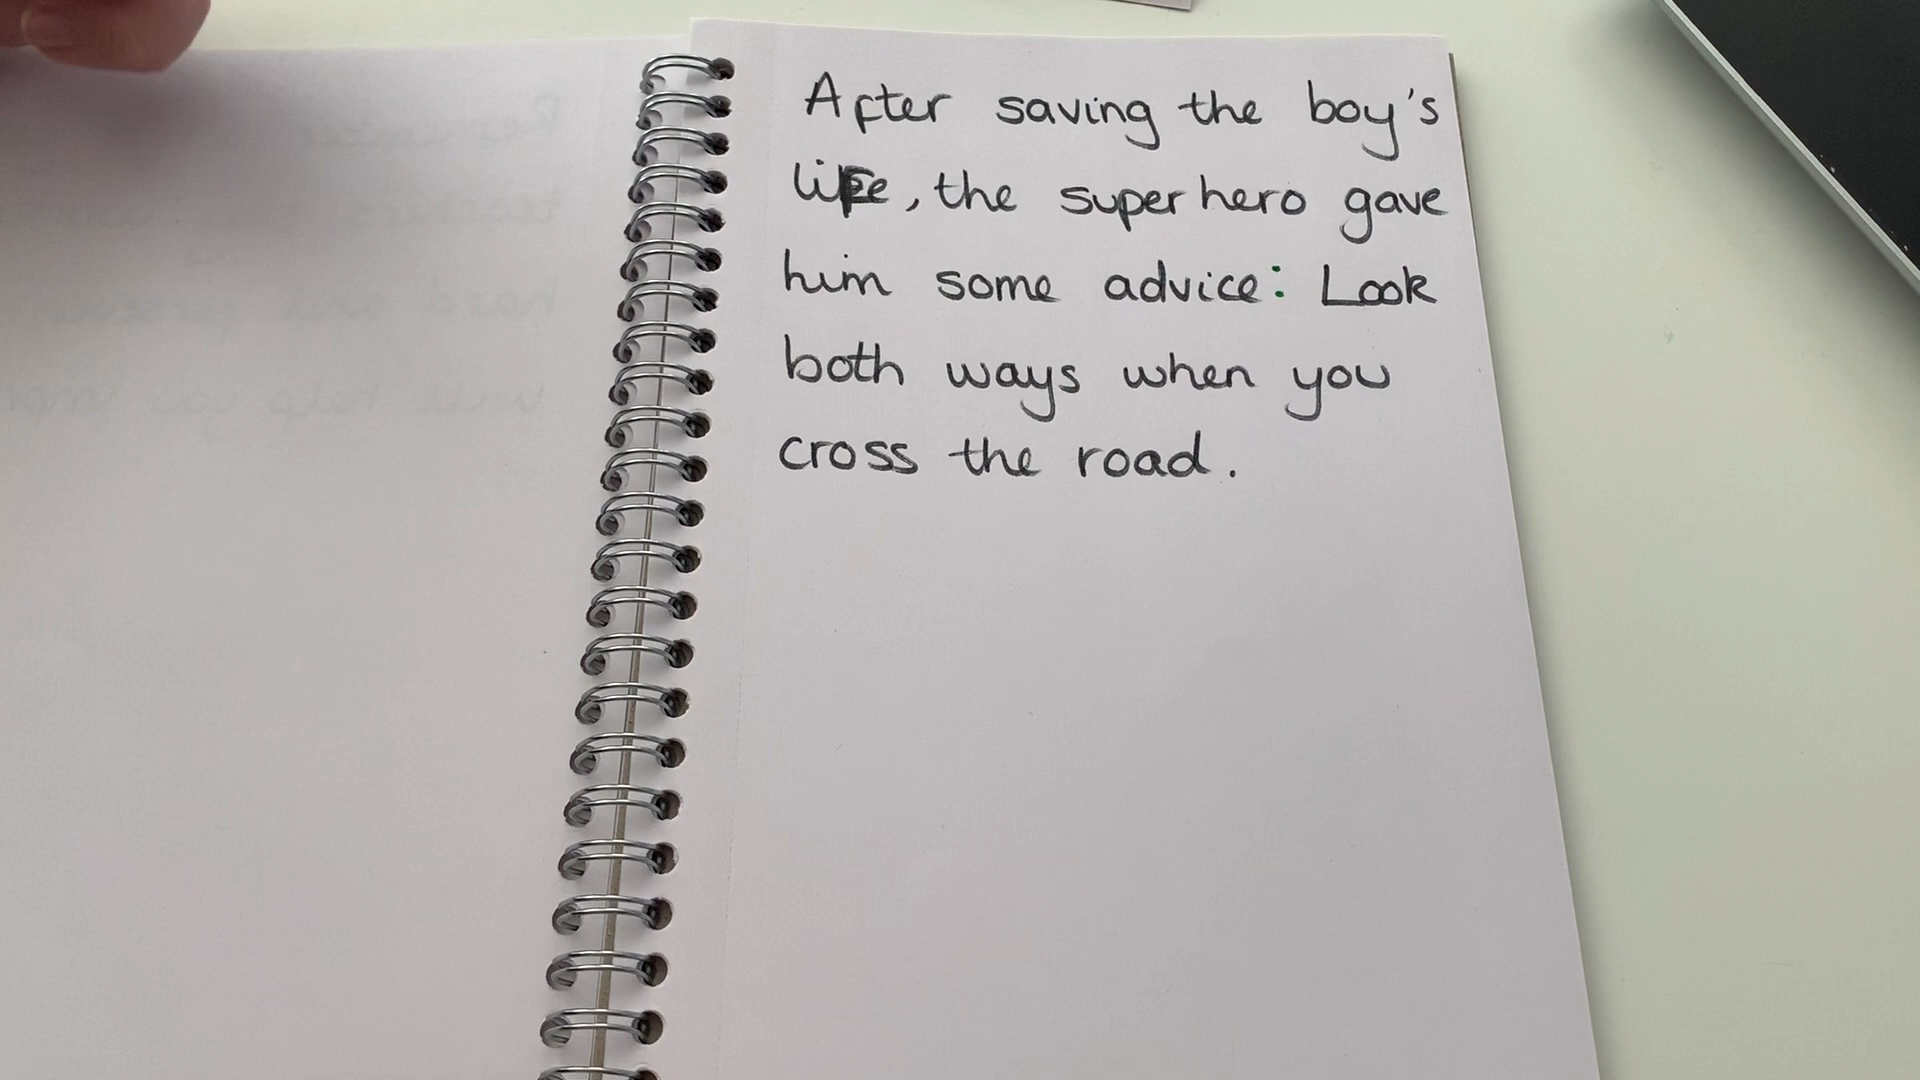 After saving the boy's
life, the superhero gave
him some advice: Look
both ways when you
cross the road.